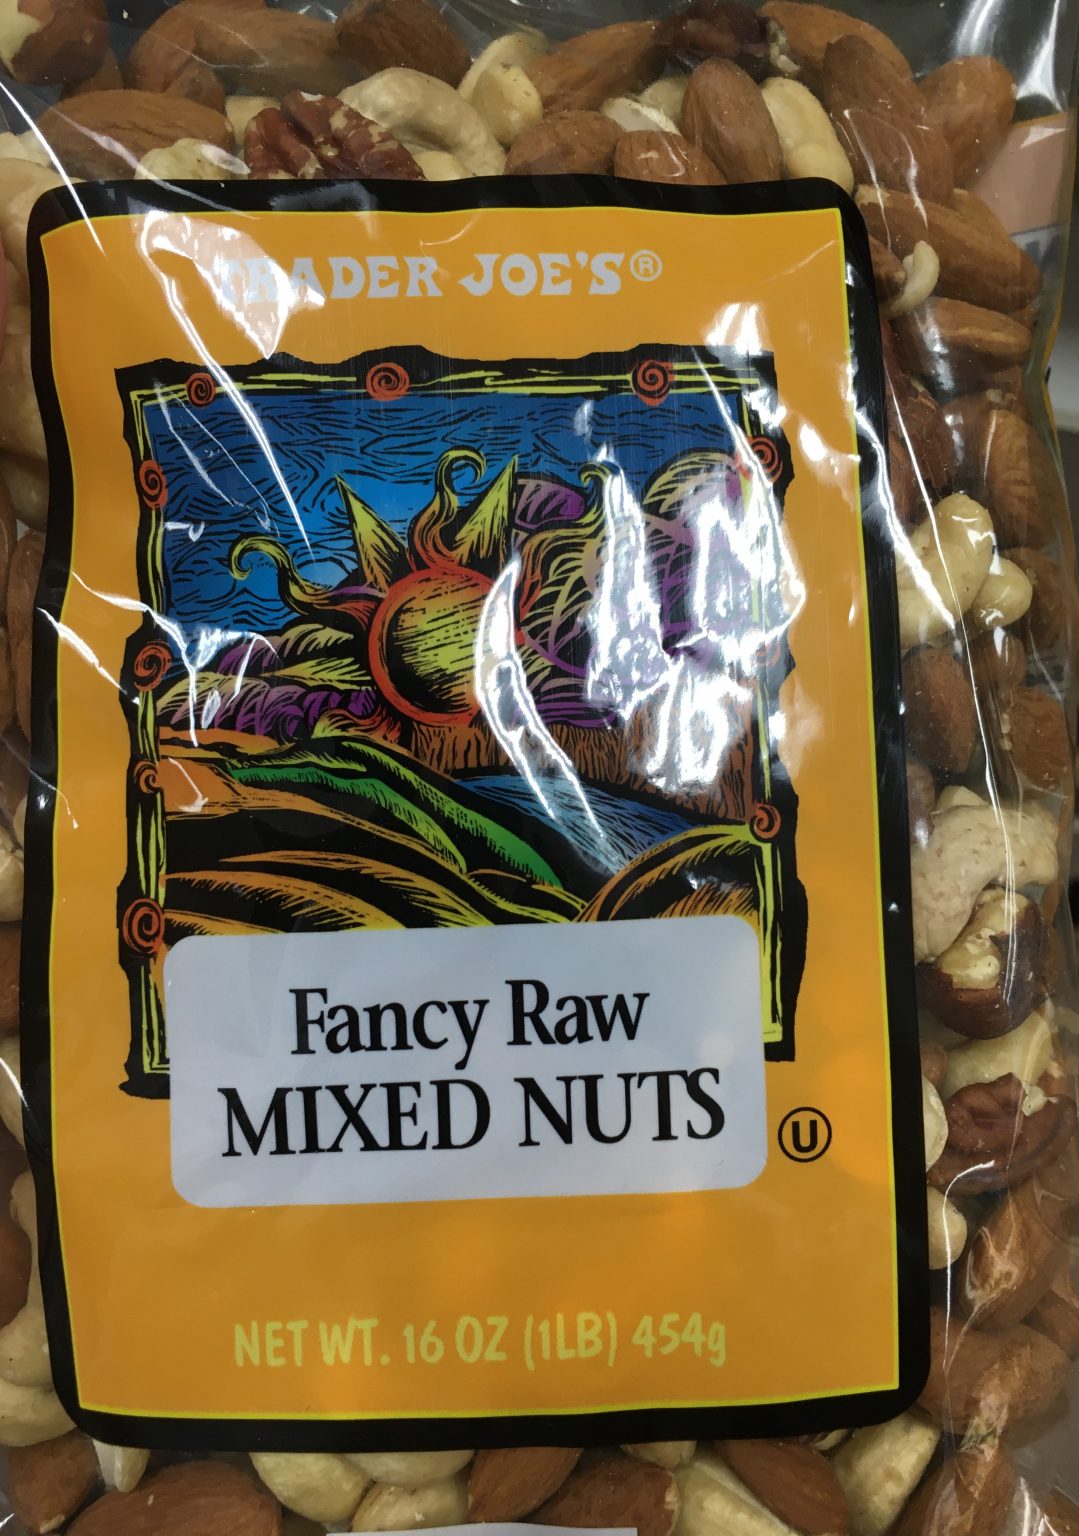 TRADER JOE'S®
Fancy Raw
MIXED NUTS
U
NET WT. 16 OZ (1LB) 454g